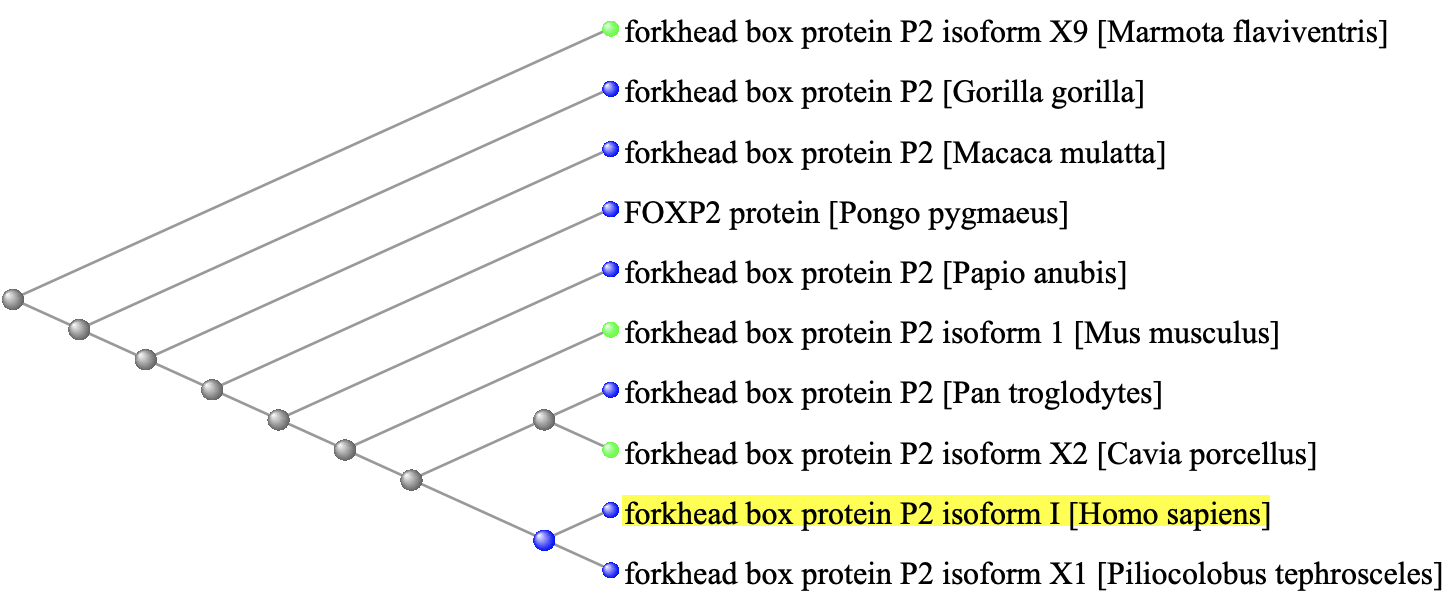 forkhead box protein P2 isoform X9 [Marmota flaviventris]
forkhead box protein P2 [Gorilla gorilla]
forkhead box protein P2 [Macaca mulatta]
FOXP2 protein [Pongo pygmaeus]
forkhead box protein P2 [Papio anubis]
forkhead box protein P2 isoform 1 [Mus musculus]
forkhead box protein P2 [Pan troglodytes]
forkhead box protein P2 isoform X2 [Cavia porcellus]
forkhead box protein P2 isoform I [Homo sapiens]
forkhead box protein P2 isoform X1 [Piliocolobus tephrosceles]